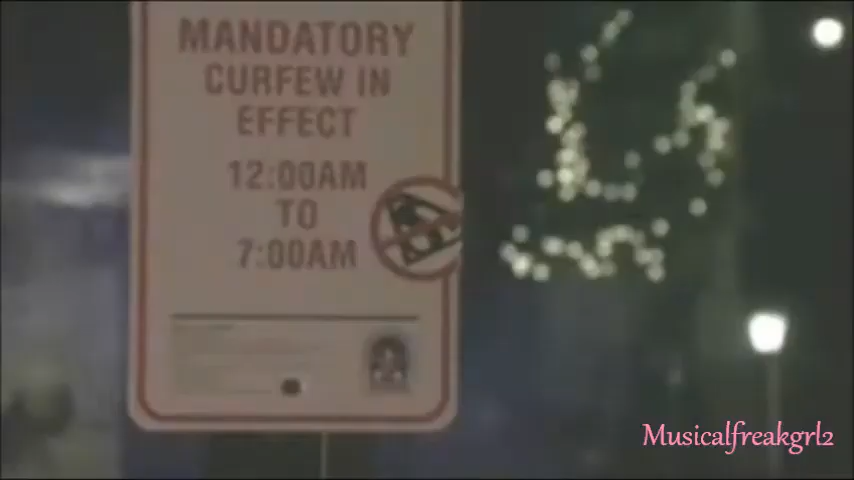 MANDATORY
CURFEW IN
EFFECT
12:00AM
TO
7:00AM
Musicalfreakgrl2